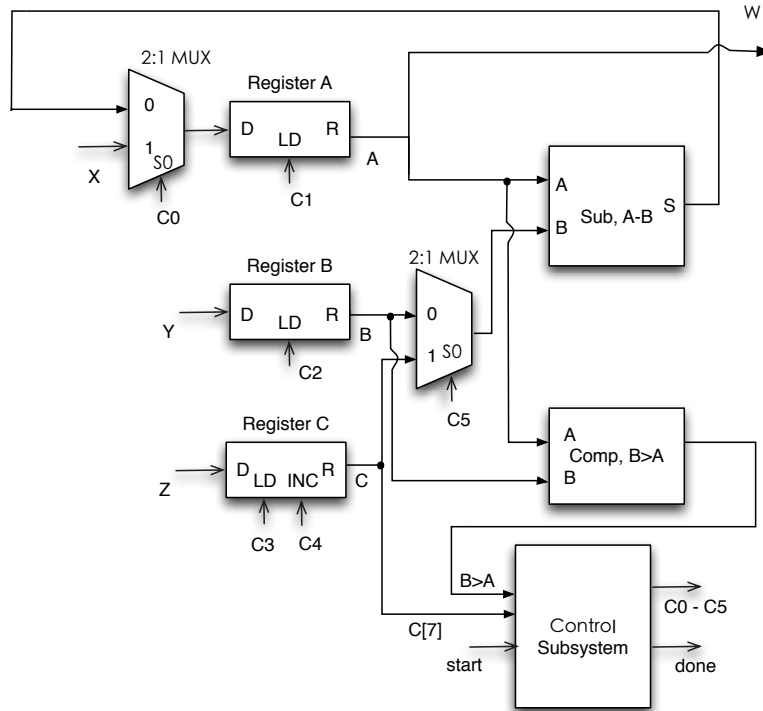 W
2:1 MUX
Register A
0
1
S0
X
C0
D
LD
R
C1
A
A
B
S
Sub, A-B
Register B
D
LD
R
Y
C2
B
2:1 MUX
0
1
S0
C5
Register C
D
LD
INC
R
Z
C3
C4
C
A
Comp, B>A
B
B>A
C[7]
start
Control
Subsystem
C0 - C5
done